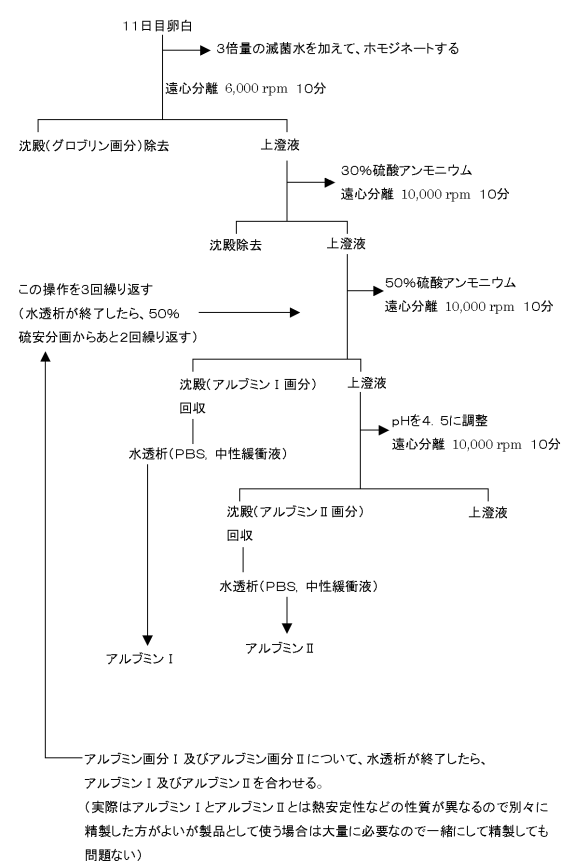 11日目卵白
3倍量の滅菌水を加えて、ホモジネートする
遠心分離 6,000 rpm 10分
沈殿(グロブリン画分)除去
上澄液
30%硫酸アンモニウム
遠心分離 10,000 rpm 10分
沈殿除去
上澄液
50%硫酸アンモニウム
遠心分離 10,000 rpm 10分
この操作を3回繰り返す
(水透析が終了したら、50%
硫安分画からあと2回繰り返す)
沈殿(アルブミンⅠ画分)
回収
上澄液
pHを4.5に調整
遠心分離 10,000 rpm 10分
水透析(PBS, 中性緩衝液)
沈殿(アルブミンⅡ画分)
回収
上澄液
水透析(PBS, 中性緩衝液)
アルブミンⅠ
アルブミンⅡ
アルブミン画分Ⅰ及びアルブミン画分Ⅱについて、水透析が終了したら、
アルブミンⅠ及びアルブミンⅡを合わせる。
(実際はアルブミンⅠとアルブミンⅡとは熱安定性などの性質が異なるので別々に
精製した方がよいが製品として使う場合は大量に必要なので一緒にして精製しても
問題ない)